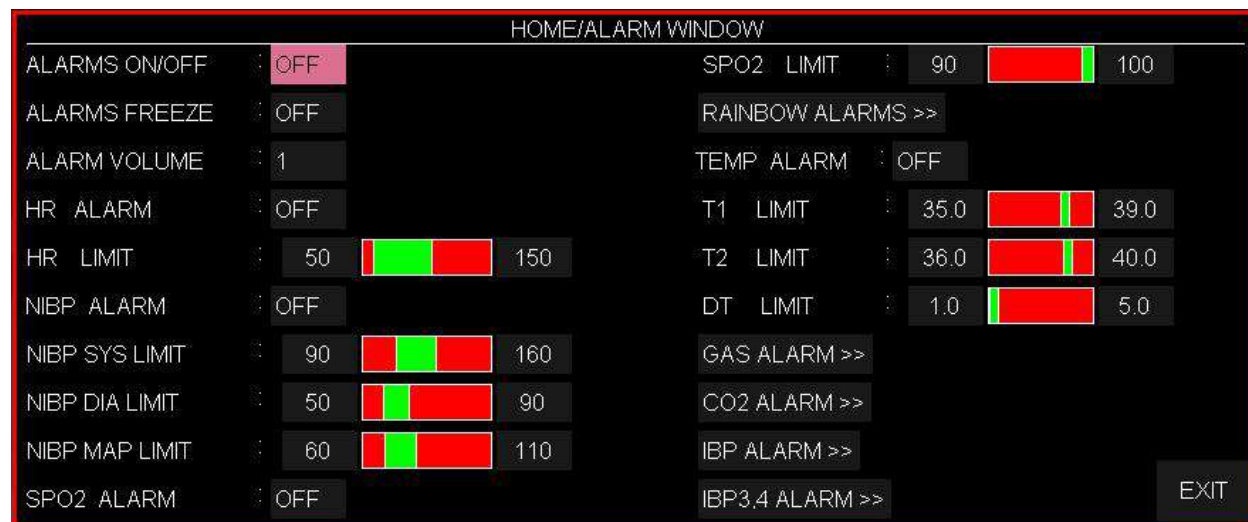 HOME/ALARM WINDOW
ALARMS ON/OFF : OFF
ALARMS FREEZE : OFF
ALARM VOLUME : 1
HR ALARM : OFF
HR LIMIT : 50 150
NIBP ALARM : OFF
NIBP SYS LIMIT : 90 160
NIBP DIA LIMIT : 50 90
NIBP MAP LIMIT : 60 110
SPO2 ALARM : OFF
SPO2 LIMIT : 90 100
RAINBOW ALARMS >>
TEMP ALARM : OFF
T1 LIMIT : 35.0 39.0
T2 LIMIT : 36.0 40.0
DT LIMIT : 1.0 5.0
GAS ALARM >>
CO2 ALARM >>
IBP ALARM >>
IBP3,4 ALARM >>
EXIT